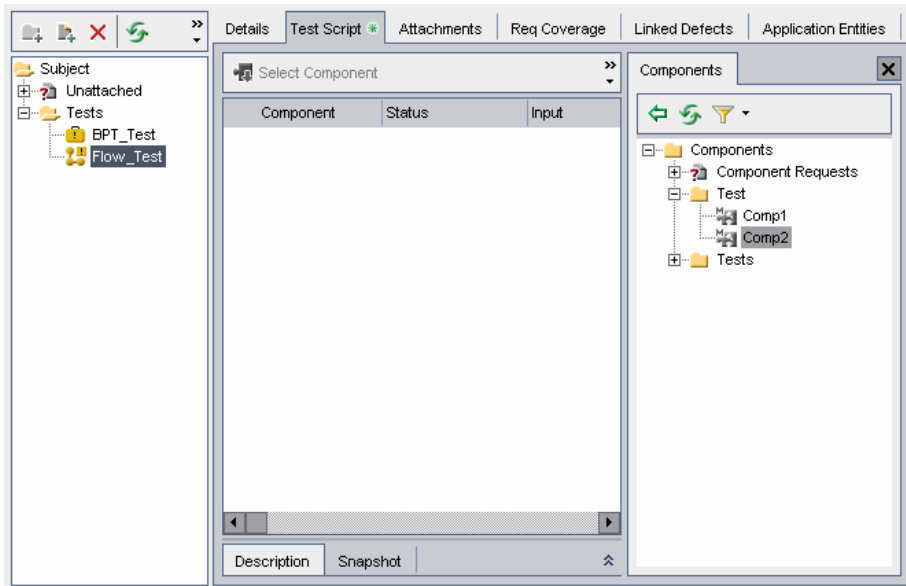 Details Test Script Attachments Req Coverage Linked Defects Application Entities
Subject
Unattached
Tests
BPT_Test
Flow_Test
Select Component
Component Status Input
Description Snapshot
Components
Components
Component Requests
Test
Comp1
Comp2
Tests